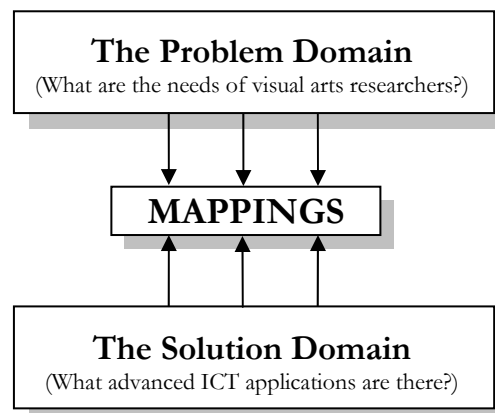 The Problem Domain
(What are the needs of visual arts researchers?)
MAPPINGS
The Solution Domain
(What advanced ICT applications are there?)